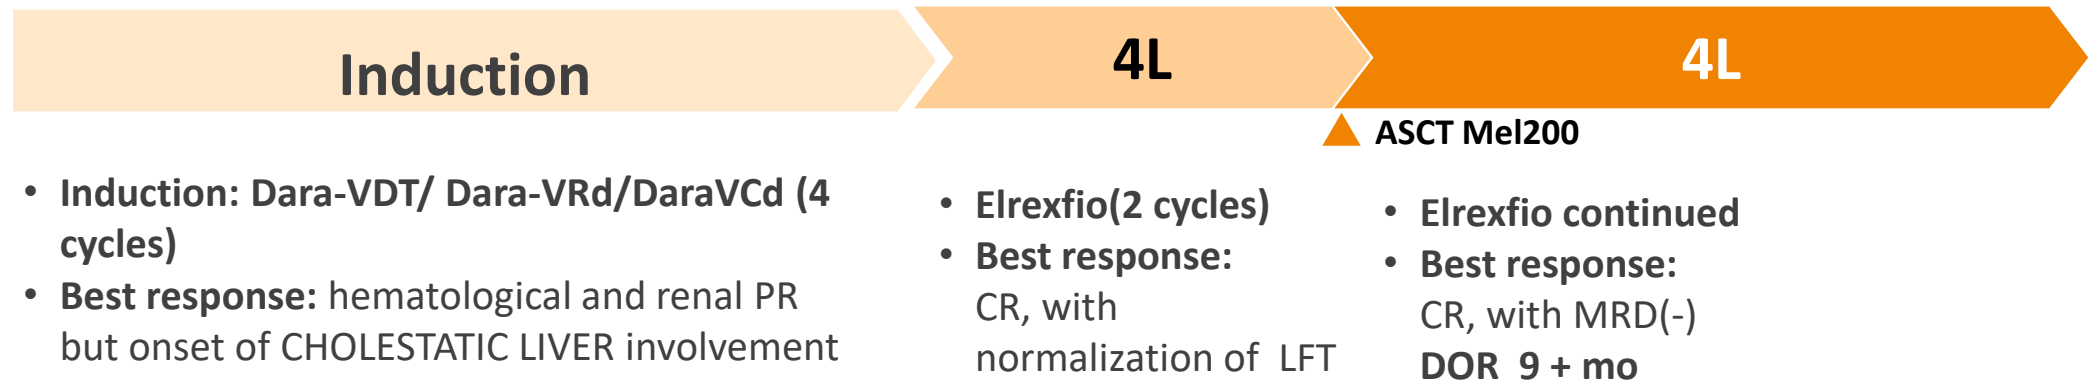 Induction
4L
4L
ASCT Mel200
• Induction: Dara-VDT/ Dara-VRd/DaraVCd (4
cycles)
• Best response: hematological and renal PR
but onset of CHOLESTATIC LIVER involvement
• Elrexfio(2 cycles)
• Best response:
CR, with
normalization of LFT
• Elrexfio continued
• Best response:
CR, with MRD(-)
DOR 9 + mo